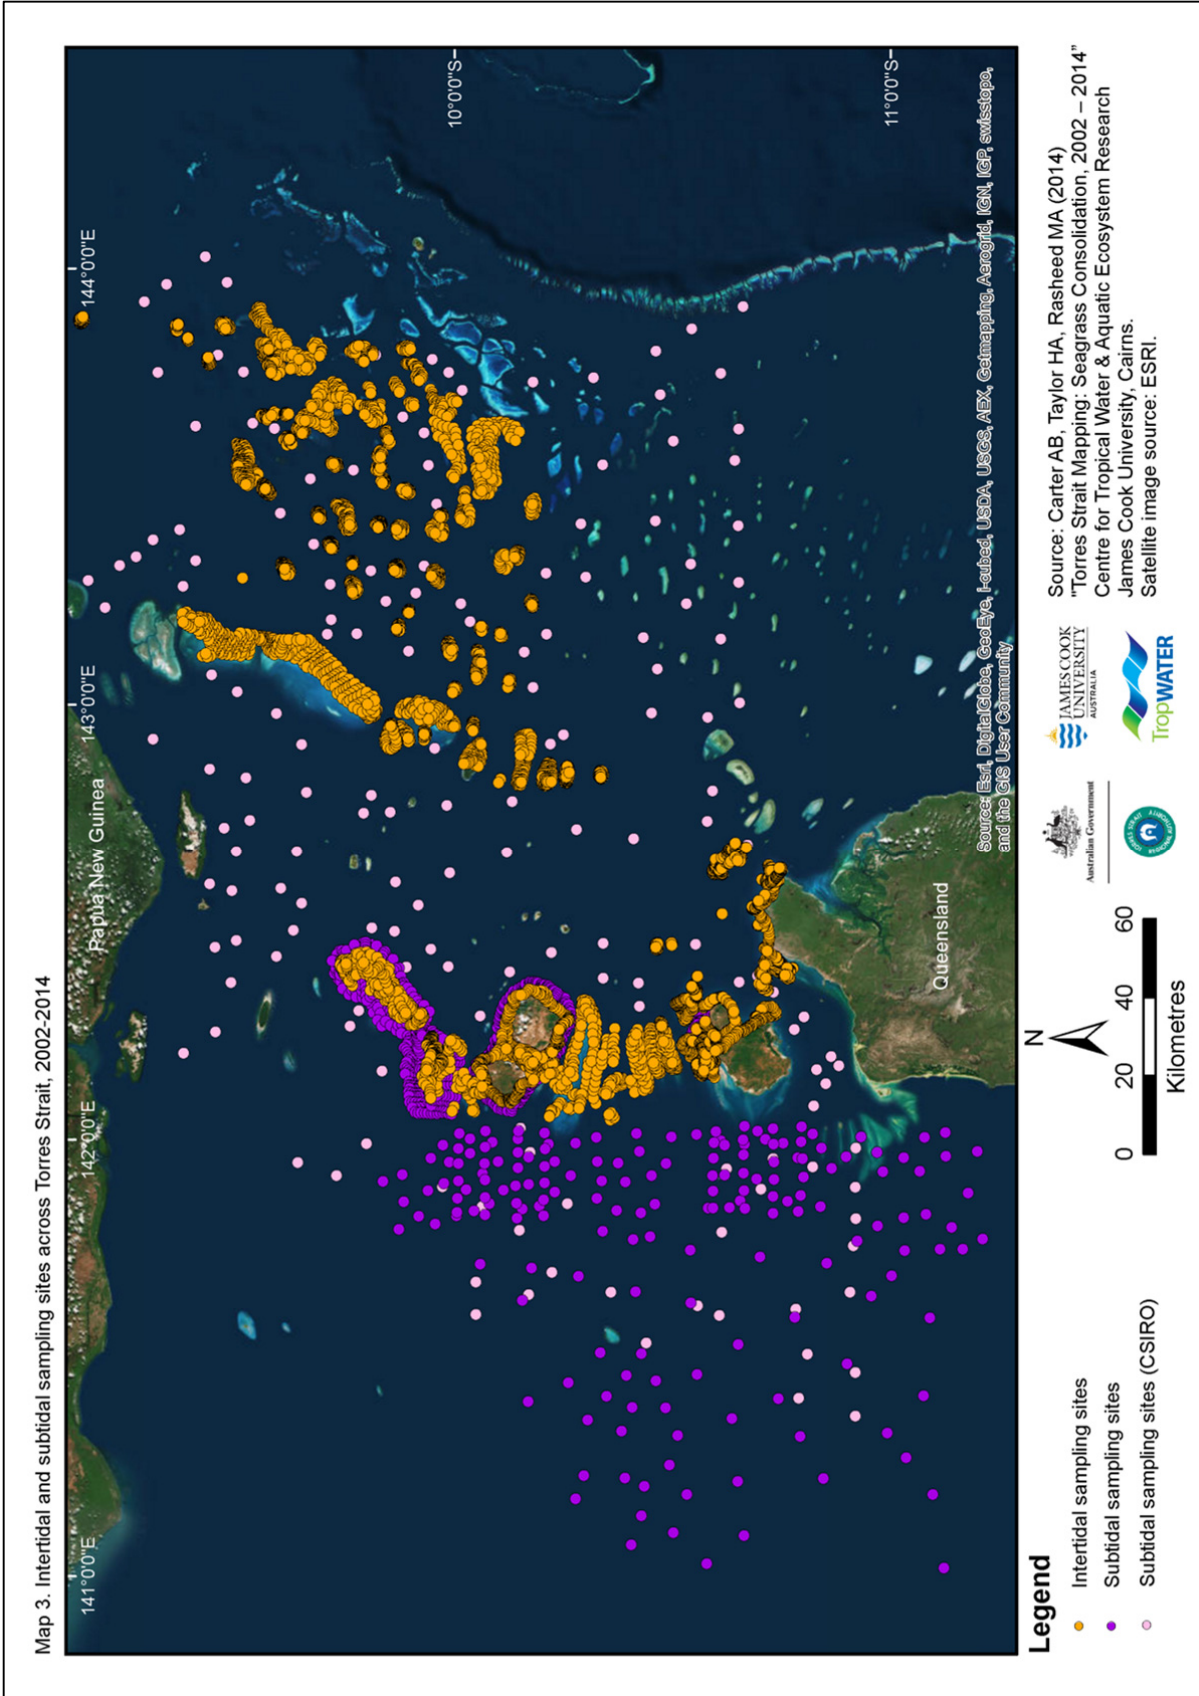 Map 3. Intertidal and subtidal sampling sites across Torres Strait, 2002-2014
141°0'0"E
142°0'0"E
143°0'0"E
144°0'0"E
Papua New Guinea
10°0'0"S
11°0'0"S
Queensland
Source: Esri, DigitalGlobe, GeoEye, i-cubed, USDA, USGS, AEX, Getmapping, Aerogrid, IGN, IGP, swisstopo,
and the GIS User Community
Legend
Intertidal sampling sites
Subtidal sampling sites
Subtidal sampling sites (CSIRO)
N
0 20 40 60
Kilometres
Australian Government
TORRES STRAIT REGIONAL AUTHORITY
JAMES COOK
UNIVERSITY
AUSTRALIA
TropWATER
Source: Carter AB, Taylor HA, Rasheed MA (2014)
"Torres Strait Mapping: Seagrass Consolidation, 2002 – 2014"
Centre for Tropical Water & Aquatic Ecosystem Research
James Cook University, Cairns.
Satellite image source: ESRI.